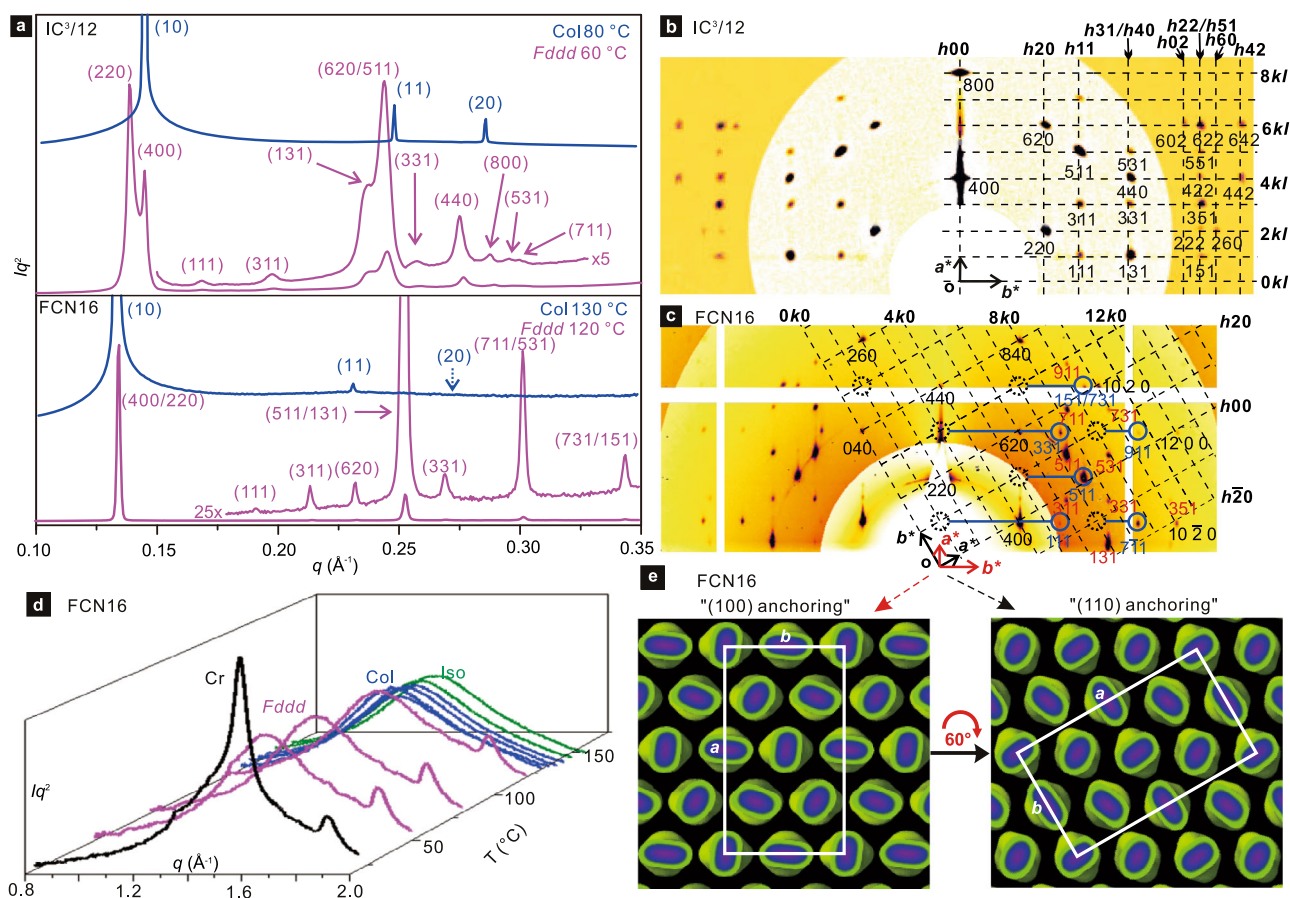 a IC³/12
(10)
Col 80 °C
Fddd 60 °C
(220)
(620/511)
(11)
(20)
(400)
(131)
(331)
(800)
(440)
(531)
(711)
x5
Iq²
FCN16
(10)
Col 130 °C
Fddd 120 °C
(11)
(20)
(711/531)
(400/220)
(511/131)
(731/151)
(311)
(620)
(331)
(111)
25x
0.10 0.15 0.20 0.25 0.30 0.35
q (Å⁻¹)
b IC³/12
h00 h20 h11 h31/h40 h02 h22/h51 h60 h42
8kl
800
6kl
620 602 622 642
511 531 551
4kl
400 440 422 442
311 331 351
2kl
220 222 260
111 131 151
a*
o b*
0kl
c FCN16
0k0 4k0 8k0 12k0
h20
260 840
911
10 2 0
151/731
440
h00
711 731
040 620 331 911 12 0 0
511 531
511
220
h2̄0
311 331 351
400 111 711 10 2̄ 0
131
b* a* a*
o b*
d FCN16
Cr
Fddd
Col
Iso
Iq²
150
100
50
T (°C)
q (Å⁻¹)
0.8 1.2 1.6 2.0
e FCN16
"(100) anchoring" "(110) anchoring"
b
a
60°
a
b